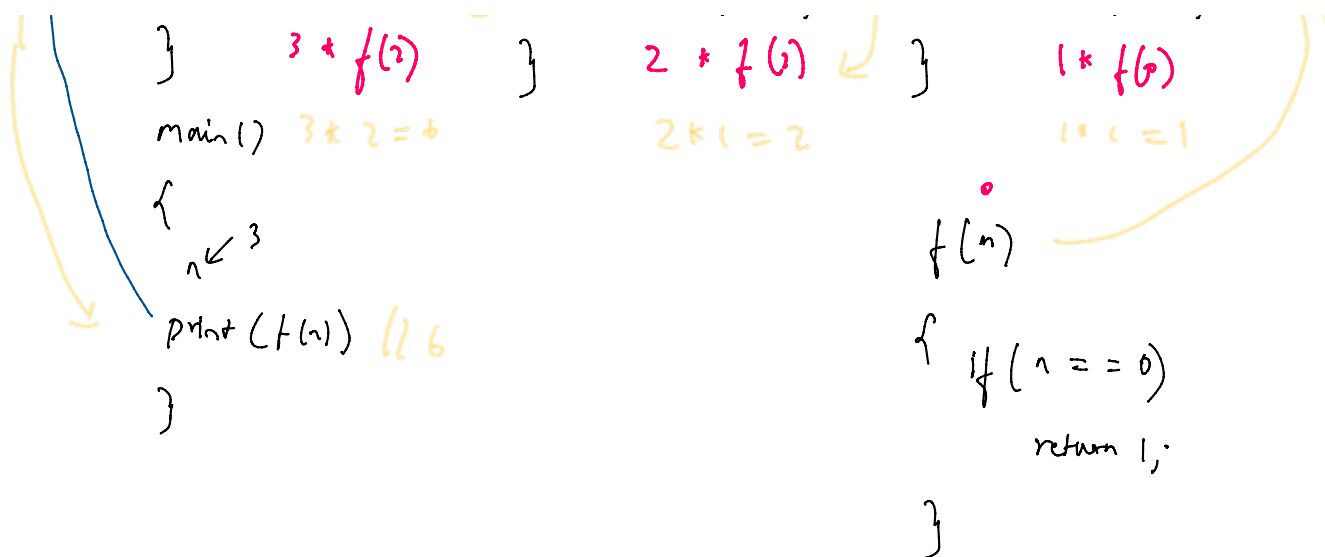 } 3 * f(2) } 2 * f(1) } 1 * f(0)
main() 3 * 2 = 6 2 * 1 = 2 1 * 1 = 1
{
0
n ↙ 3
f(n)
print(f(n)) // 6
{
if(n == 0)
}
return 1;
}